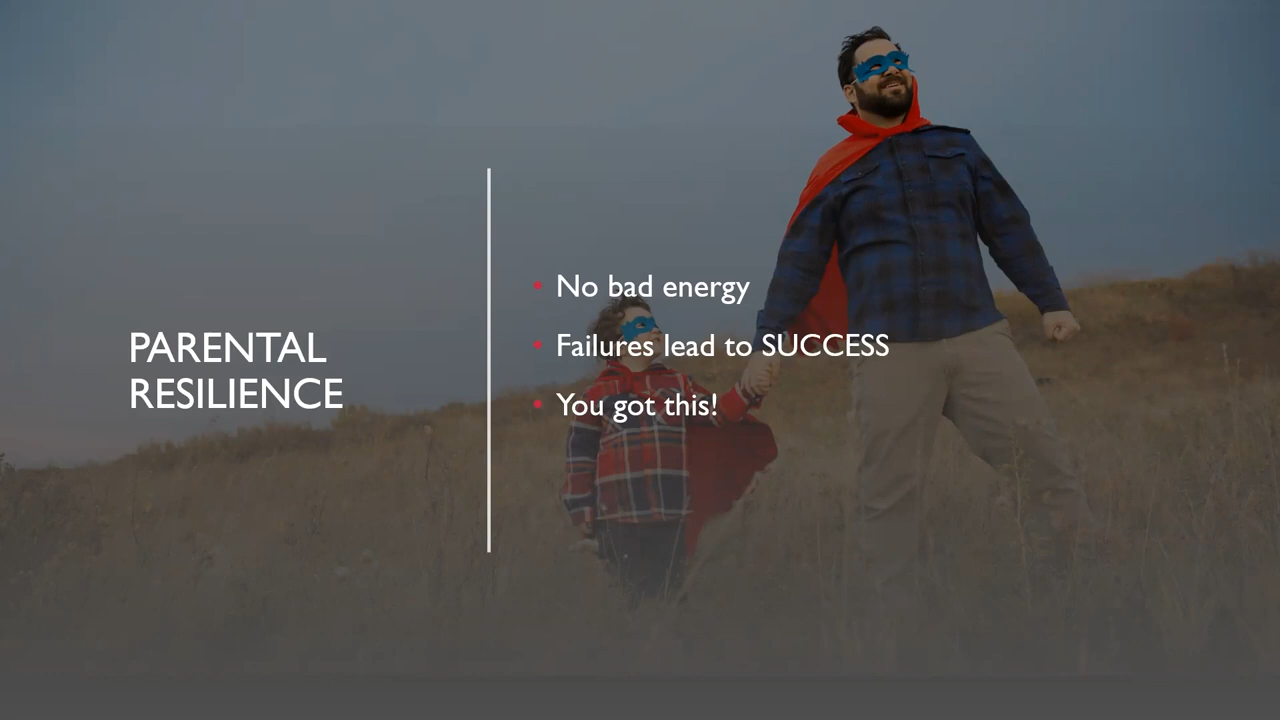 PARENTAL
RESILIENCE
No bad energy
Failures lead to SUCCESS
You got this!